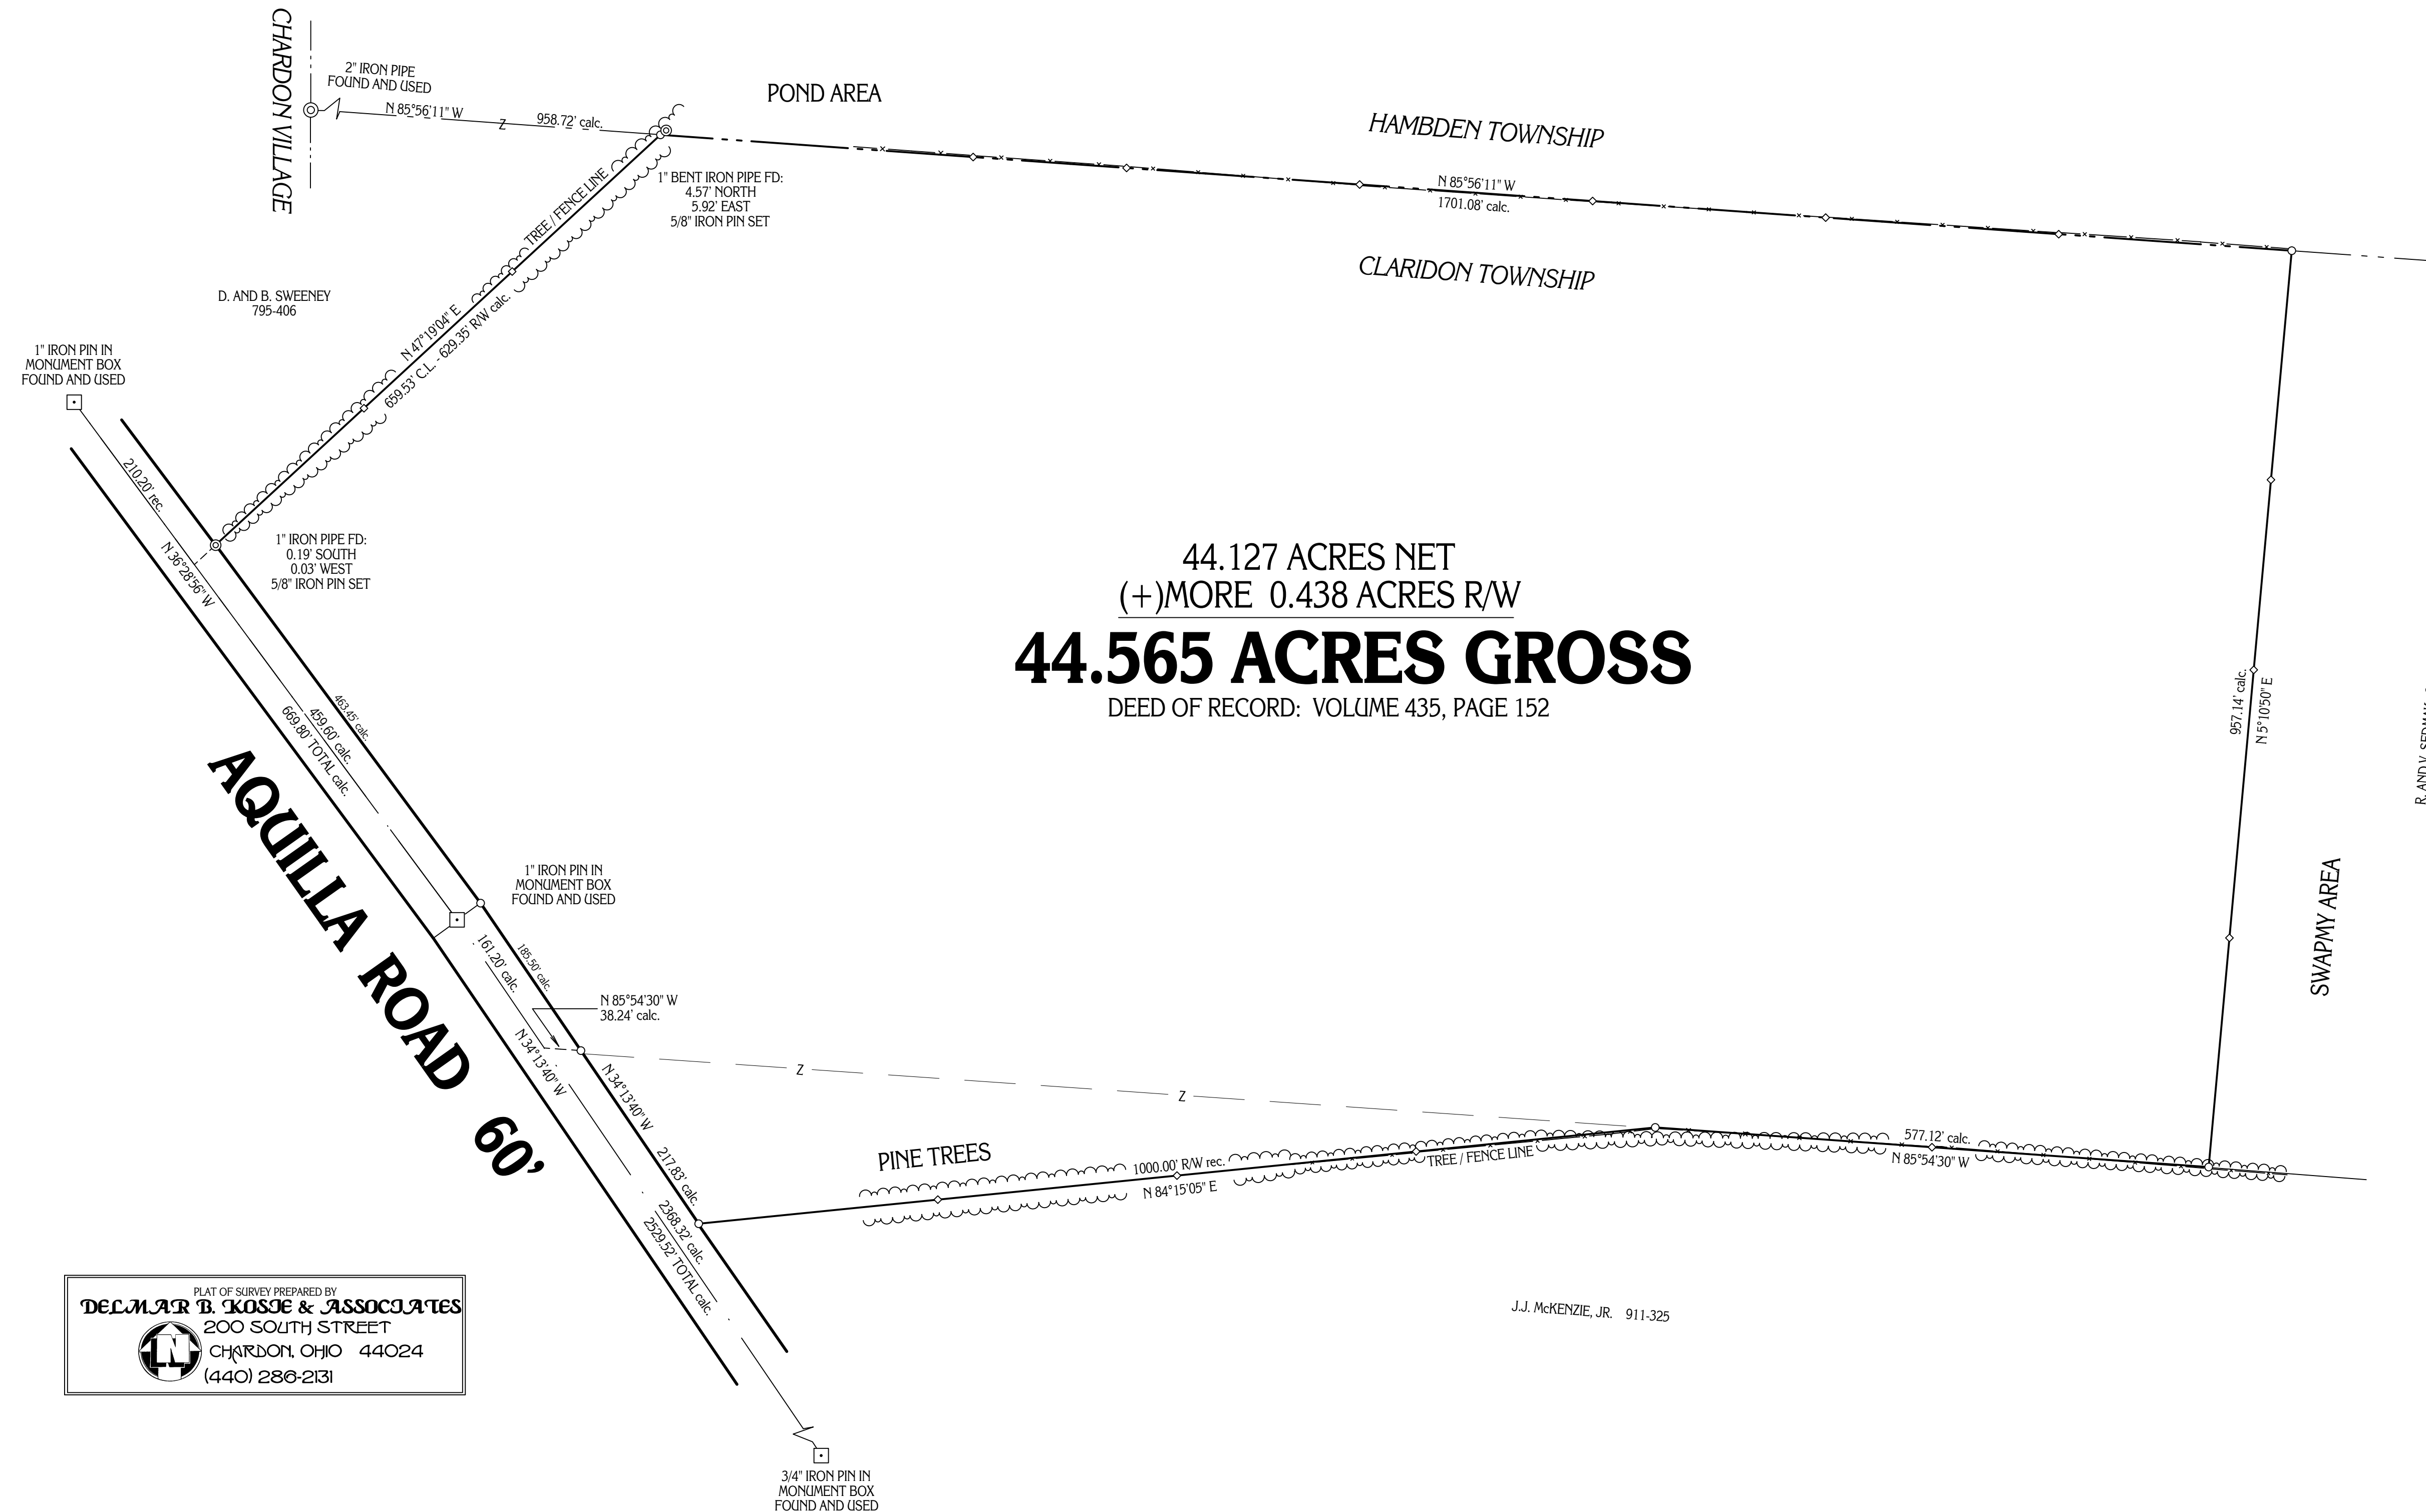 CHARDON VILLAGE
2" IRON PIPE
FOUND AND USED
N 85°56'11" W
Z
958.72' calc.
POND AREA
HAMBDEN TOWNSHIP
N 85°56'11" W
1701.08' calc.
CLARIDON TOWNSHIP
1" BENT IRON PIPE FD:
4.57' NORTH
5.92' EAST
5/8" IRON PIN SET
TREE / FENCE LINE
N 47°19'04" E
659.53' C.L. - 629.35' R/W calc.
D. AND B. SWEENEY
795-406
1" IRON PIN IN
MONUMENT BOX
FOUND AND USED
210.20' rec.
N 36°28'56" W
1" IRON PIPE FD:
0.19' SOUTH
0.03' WEST
5/8" IRON PIN SET
463.45' calc.
459.60' calc.
669.80' TOTAL calc.
44.127 ACRES NET
(+)MORE 0.438 ACRES R/W
44.565 ACRES GROSS
DEED OF RECORD: VOLUME 435, PAGE 152
957.14' calc.
N 5°10'50" E
R. AND V.
SWAPMY AREA
AQUILLA ROAD 60'
1" IRON PIN IN
MONUMENT BOX
FOUND AND USED
161.20' calc.
185.50' calc.
N 85°54'30" W
38.24' calc.
N 34°13'40" W
N 34°13'40" W
217.83' calc.
2368.32' calc.
2529.52' TOTAL calc.
Z
Z
PINE TREES
1000.00' R/W rec.
N 84°15'05" E
TREE / FENCE LINE
577.12' calc.
N 85°54'30" W
J.J. McKENZIE, JR. 911-325
PLAT OF SURVEY PREPARED BY
DELMAR B. KOSIE & ASSOCIATES
200 SOUTH STREET
CHARDON, OHIO 44024
(440) 286-2131
N
3/4" IRON PIN IN
MONUMENT BOX
FOUND AND USED